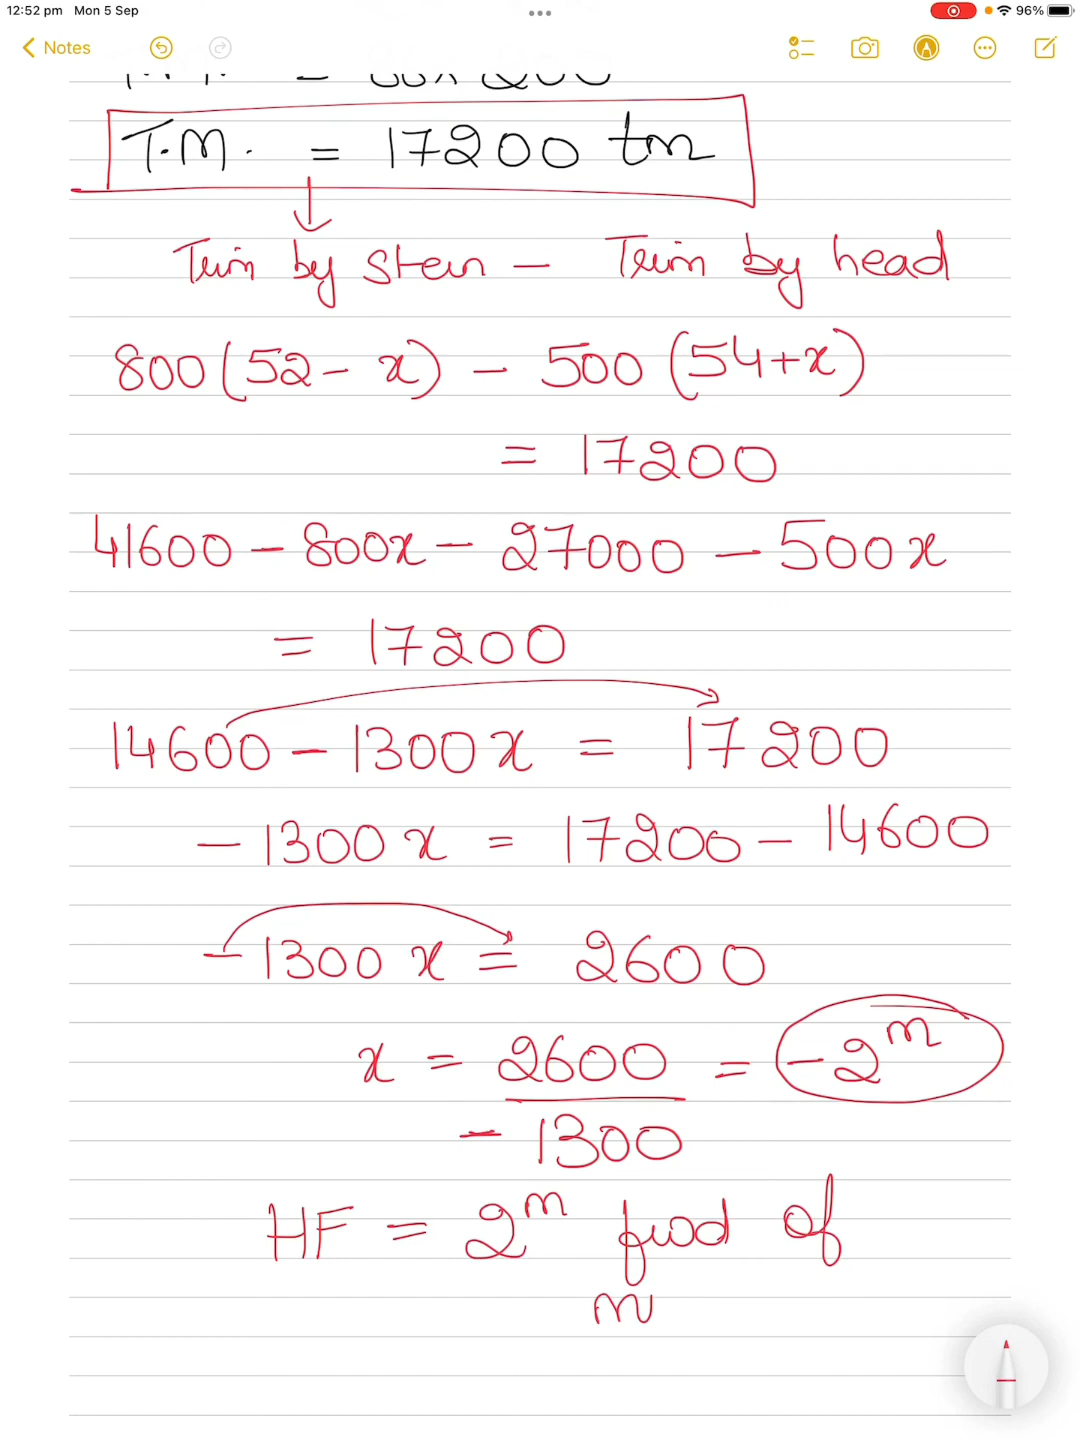 12:52 pm Mon 5 Sep 96%
Notes
T.M. = 17200 tm
Trim by stern - Trim by head
800(52 - x) - 500(54+x)
= 17200
41600 - 800x - 27000 - 500x
= 17200
14600 - 1300x = 17200
- 1300x = 17200 - 14600
- 1300x = 2600
x = 2600 = -2m
- 1300
HF = 2m fwd of
m